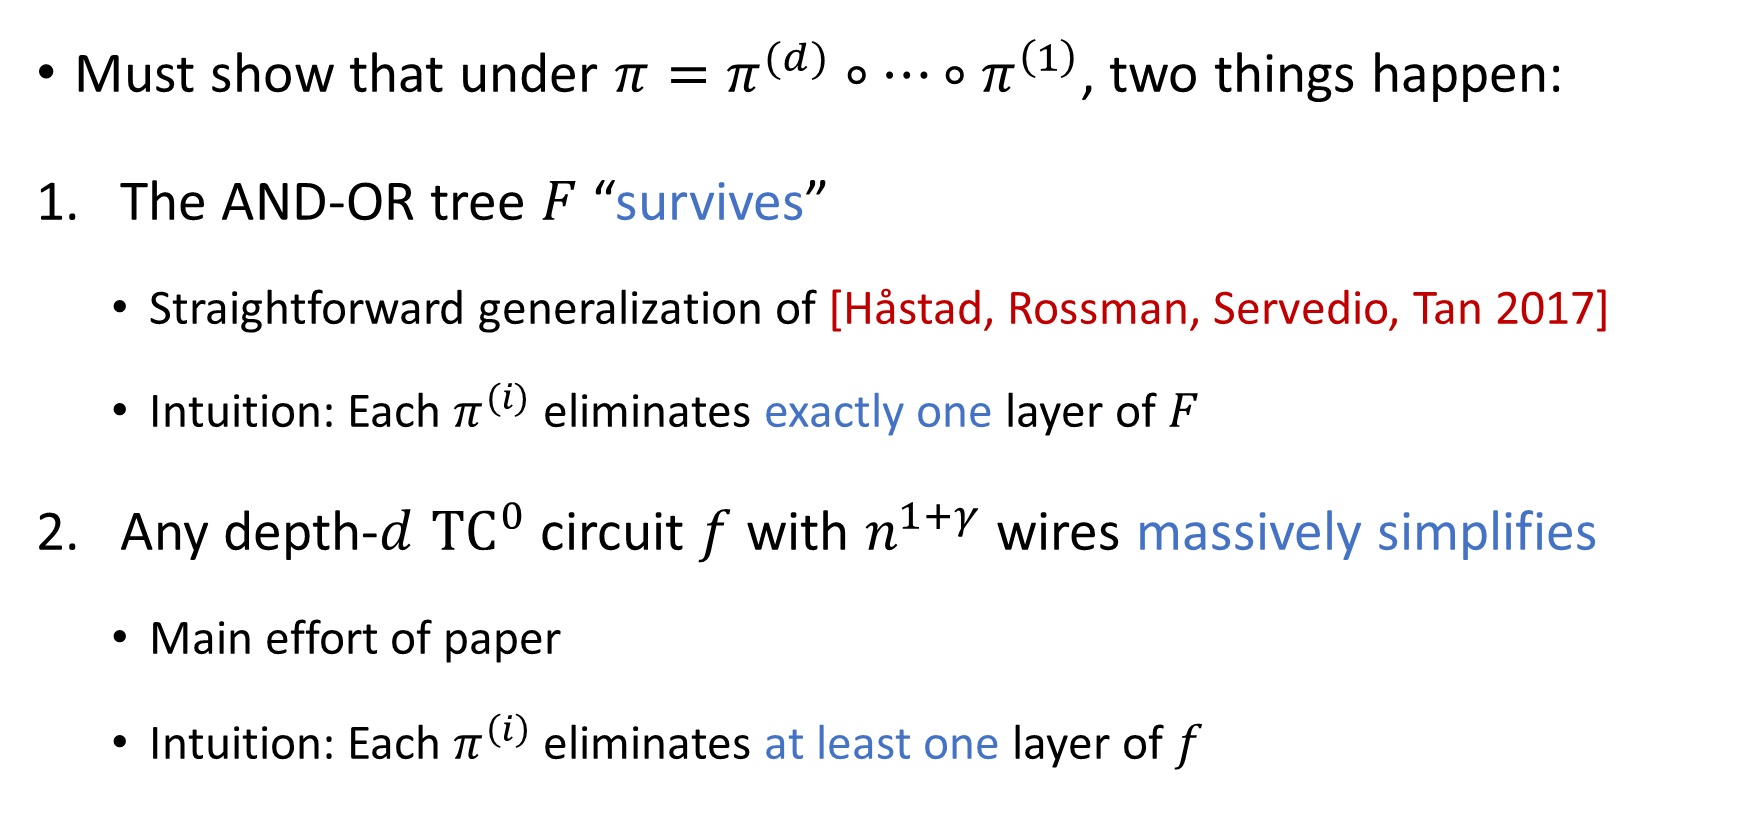 • Must show that under π = π^(d) ∘ ⋯ ∘ π^(1), two things happen:
1. The AND-OR tree F “survives”
• Straightforward generalization of [Håstad, Rossman, Servedio, Tan 2017]
• Intuition: Each π^(i) eliminates exactly one layer of F
2. Any depth-d TC^0 circuit f with n^(1+γ) wires massively simplifies
• Main effort of paper
• Intuition: Each π^(i) eliminates at least one layer of f